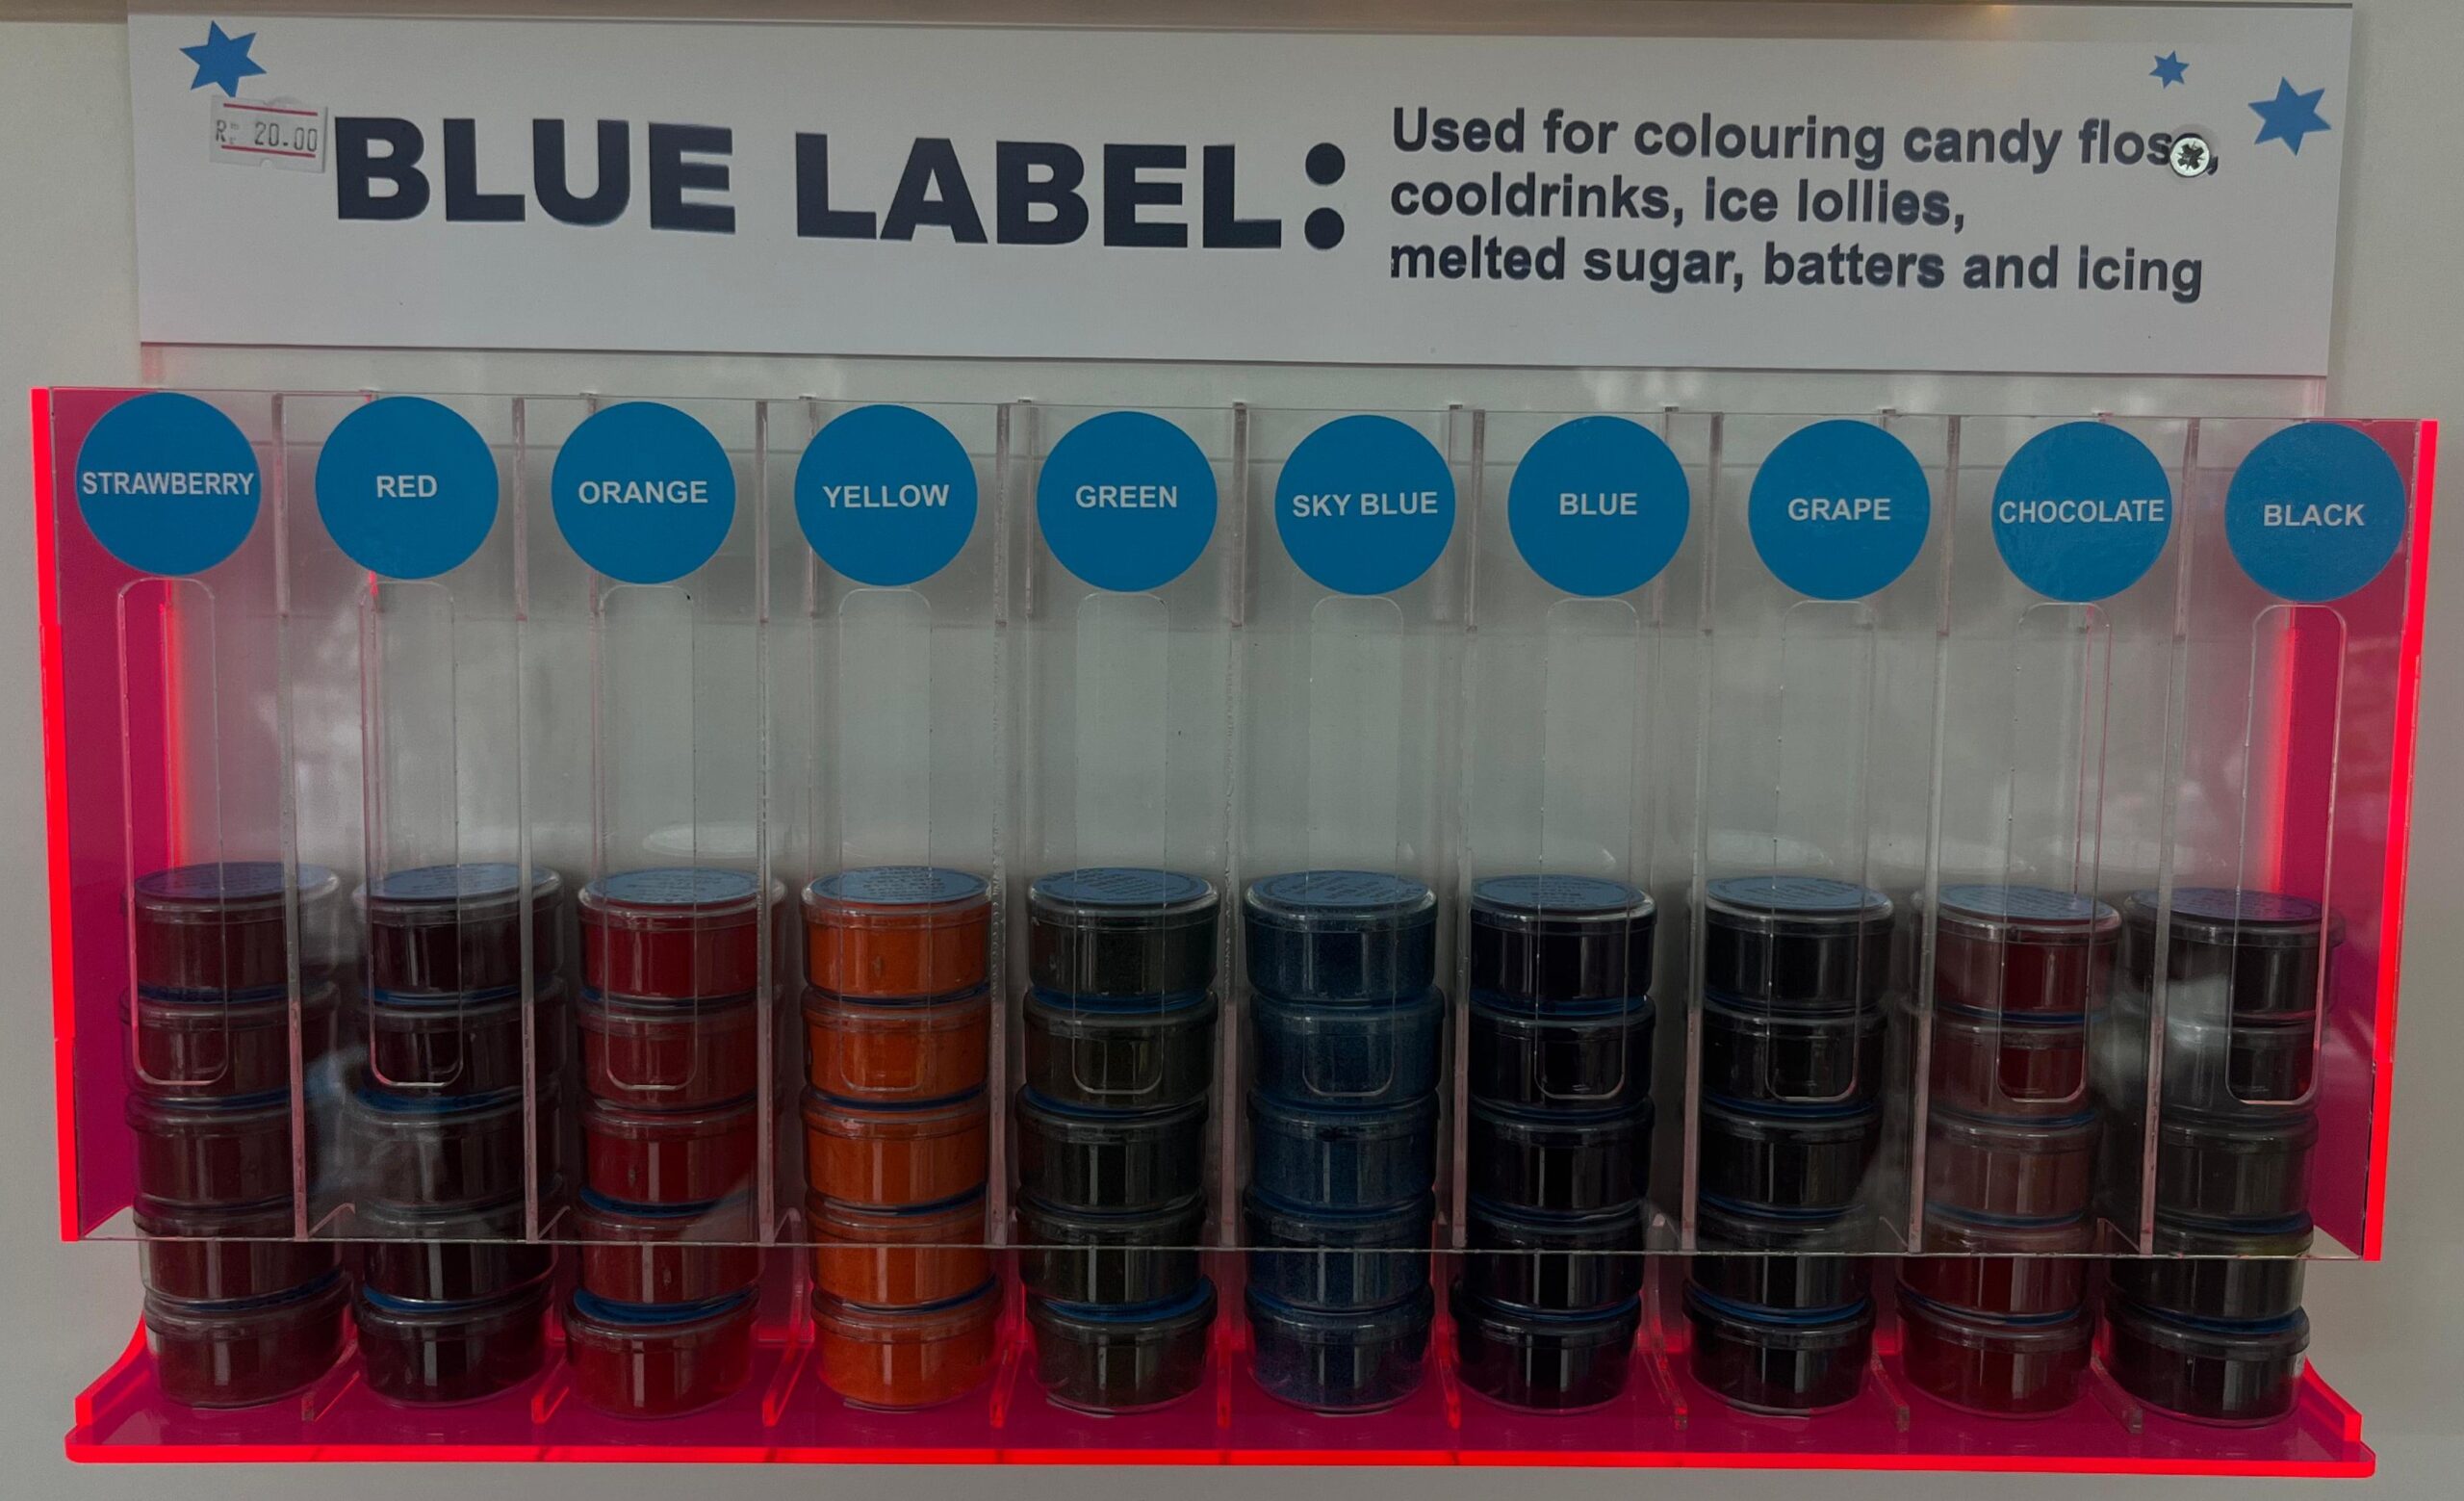 R: 20.00
BLUE LABEL:
Used for colouring candy floss,
cooldrinks, ice lollies,
melted sugar, batters and icing
STRAWBERRY
RED
ORANGE
YELLOW
GREEN
SKY BLUE
BLUE
GRAPE
CHOCOLATE
BLACK